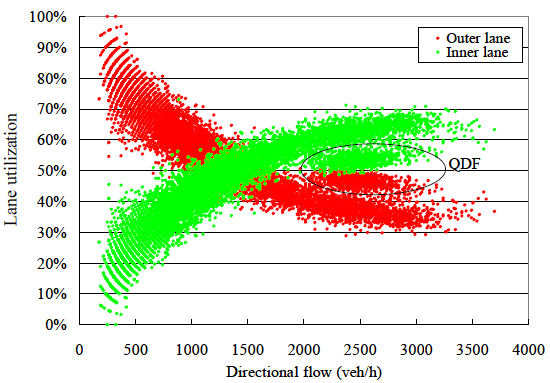 100%
90%
80%
70%
60%
50%
40%
30%
20%
10%
0%
Lane utilization
Outer lane
Inner lane
QDF
0 500 1000 1500 2000 2500 3000 3500 4000
Directional flow (veh/h)